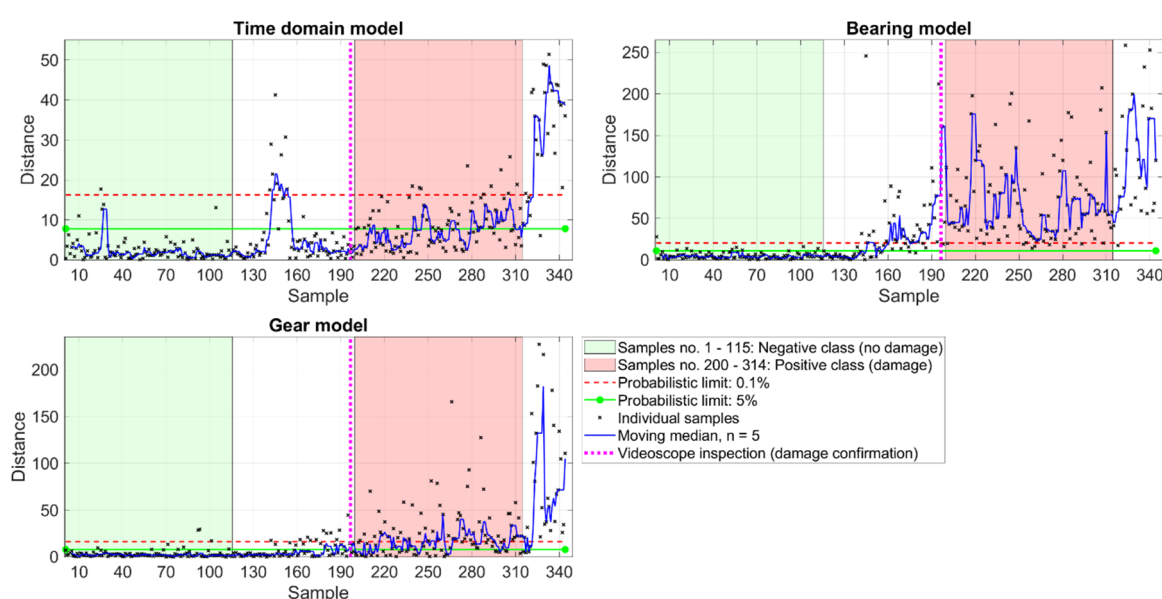 Time domain model
Distance
50
40
30
20
10
0
10 40 70 100 130 160 190 220 250 280 310 340
Sample
Bearing model
Distance
250
200
150
100
50
0
10 40 70 100 130 160 190 220 250 280 310 340
Sample
Gear model
Distance
200
150
100
50
0
10 40 70 100 130 160 190 220 250 280 310 340
Sample
Samples no. 1 - 115: Negative class (no damage)
Samples no. 200 - 314: Positive class (damage)
Probabilistic limit: 0.1%
Probabilistic limit: 5%
Individual samples
Moving median, n = 5
Videoscope inspection (damage confirmation)